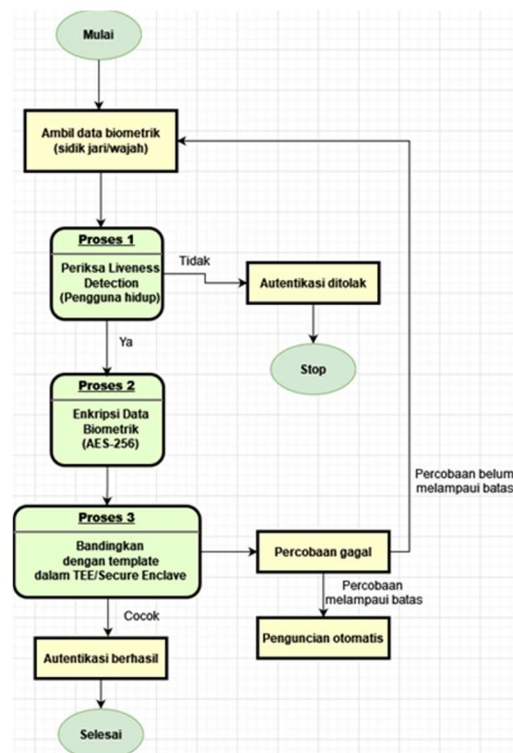 Mulai
Ambil data biometrik
(sidik jari/wajah)
Proses 1
Periksa Liveness
Detection
(Pengguna hidup)
Tidak
Autentikasi ditolak
Stop
Ya
Proses 2
Enkripsi Data
Biometrik
(AES-256)
Proses 3
Bandingkan
dengan template
dalam TEE/Secure Enclave
Percobaan gagal
Percobaan belum
melampaui batas
Percobaan
melampaui batas
Penguncian otomatis
Cocok
Autentikasi berhasil
Selesai